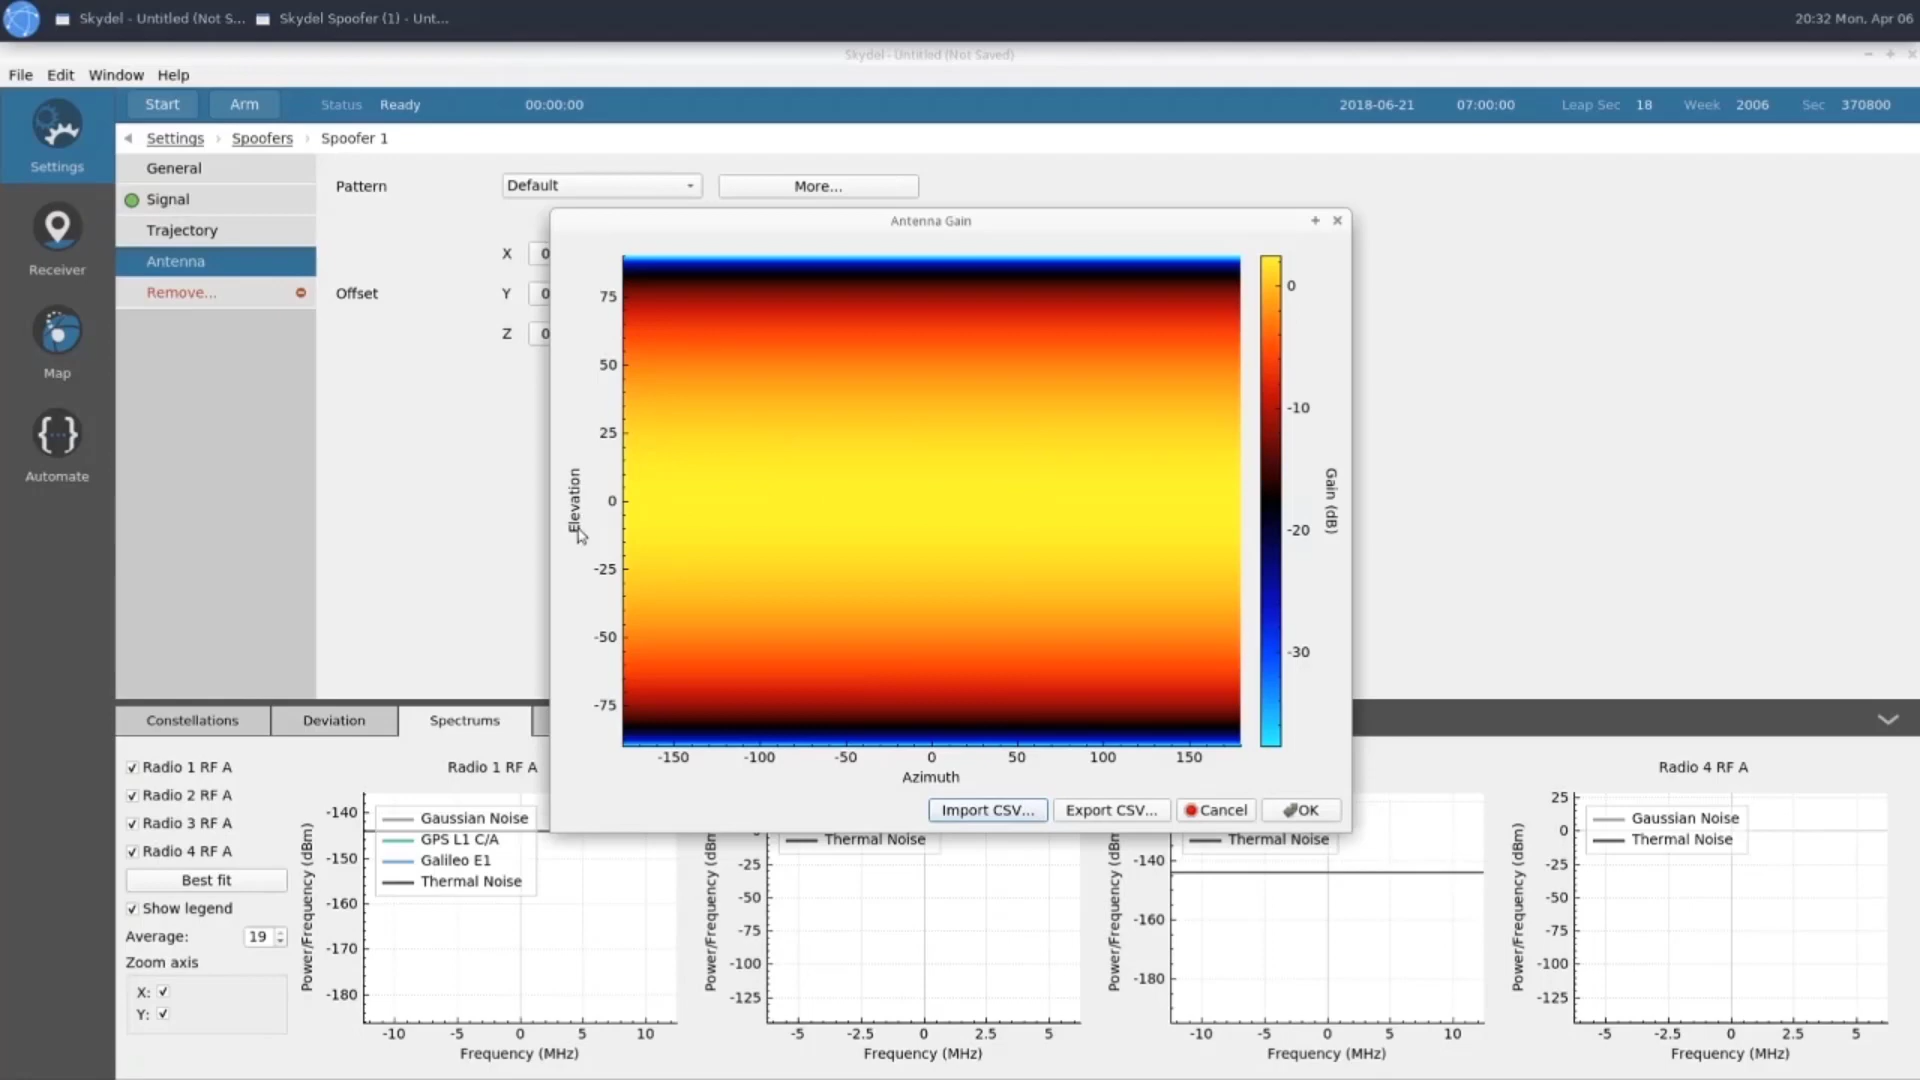 Skydel - Untitled (Not S...
Skydel Spoofer (1) - Unt...
20:32 Mon, Apr 06
Skydel - Untitled (Not Saved)
File Edit Window Help
Start Arm Status Ready 00:00:00 2018-06-21 07:00:00 Leap Sec 18 Week 2006 Sec 370800
Settings
Receiver
Map
Automate
Settings › Spoofers › Spoofer 1
General
Signal
Trajectory
Antenna
Remove...
Pattern Default More...
Offset
X 0
Y 0
Z 0
Antenna Gain
75
50
25
0
-25
-50
-75
Elevation
-150 -100 -50 0 50 100 150
Azimuth
0
-10
-20
-30
Gain (dB)
Import CSV... Export CSV... Cancel OK
Constellations Deviation Spectrums
Radio 1 RF A
Radio 2 RF A
Radio 3 RF A
Radio 4 RF A
Best fit
Show legend
Average: 19
Zoom axis
X:
Y:
Radio 1 RF A
Gaussian Noise
GPS L1 C/A
Galileo E1
Thermal Noise
-140
-150
-160
-170
-180
Power/Frequency (dBm)
-10 -5 0 5 10
Frequency (MHz)
Thermal Noise
-25
-50
-75
-100
-125
Power/Frequency (dBm)
-5 -2.5 0 2.5 5
Frequency (MHz)
Thermal Noise
-140
-160
-180
Power/Frequency (dBm)
-10 -5 0 5 10
Frequency (MHz)
Radio 4 RF A
Gaussian Noise
Thermal Noise
25
0
-25
-50
-75
-100
-125
Power/Frequency (dBm)
-5 -2.5 0 2.5 5
Frequency (MHz)